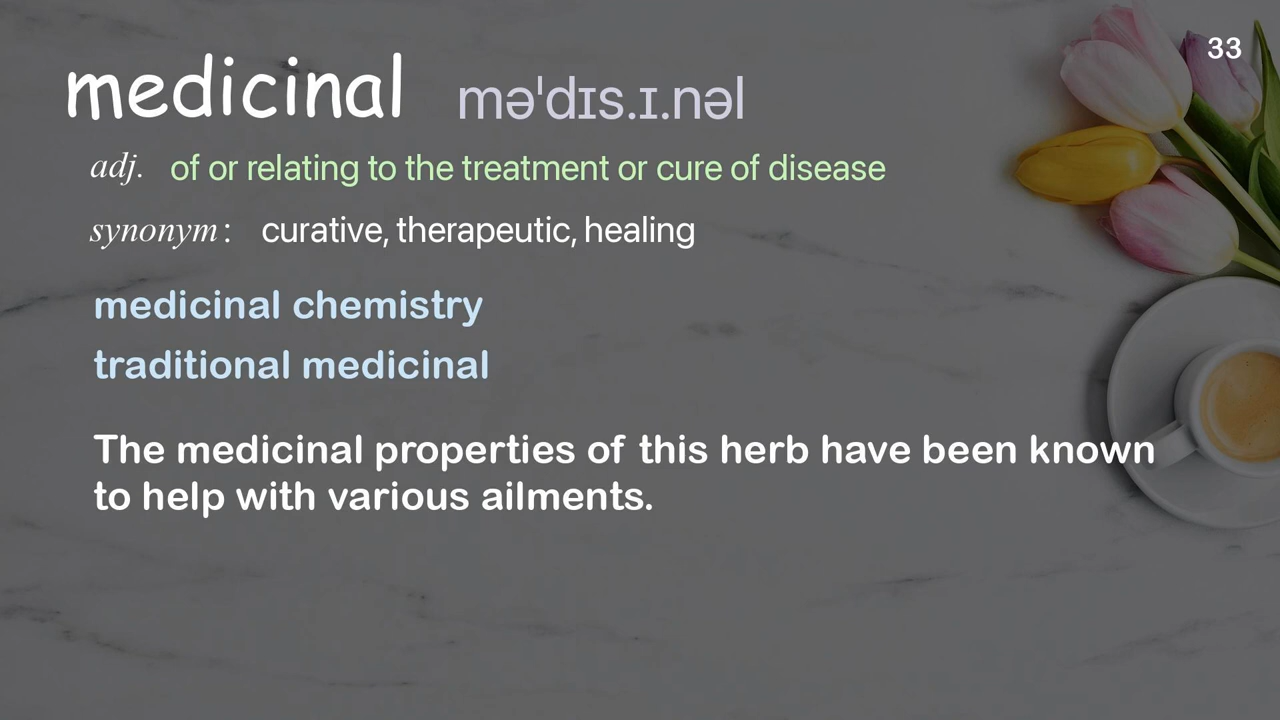 33
medicinal məˈdɪs.ɪ.nəl
adj. of or relating to the treatment or cure of disease
synonym: curative, therapeutic, healing
medicinal chemistry
traditional medicinal
The medicinal properties of this herb have been known
to help with various ailments.